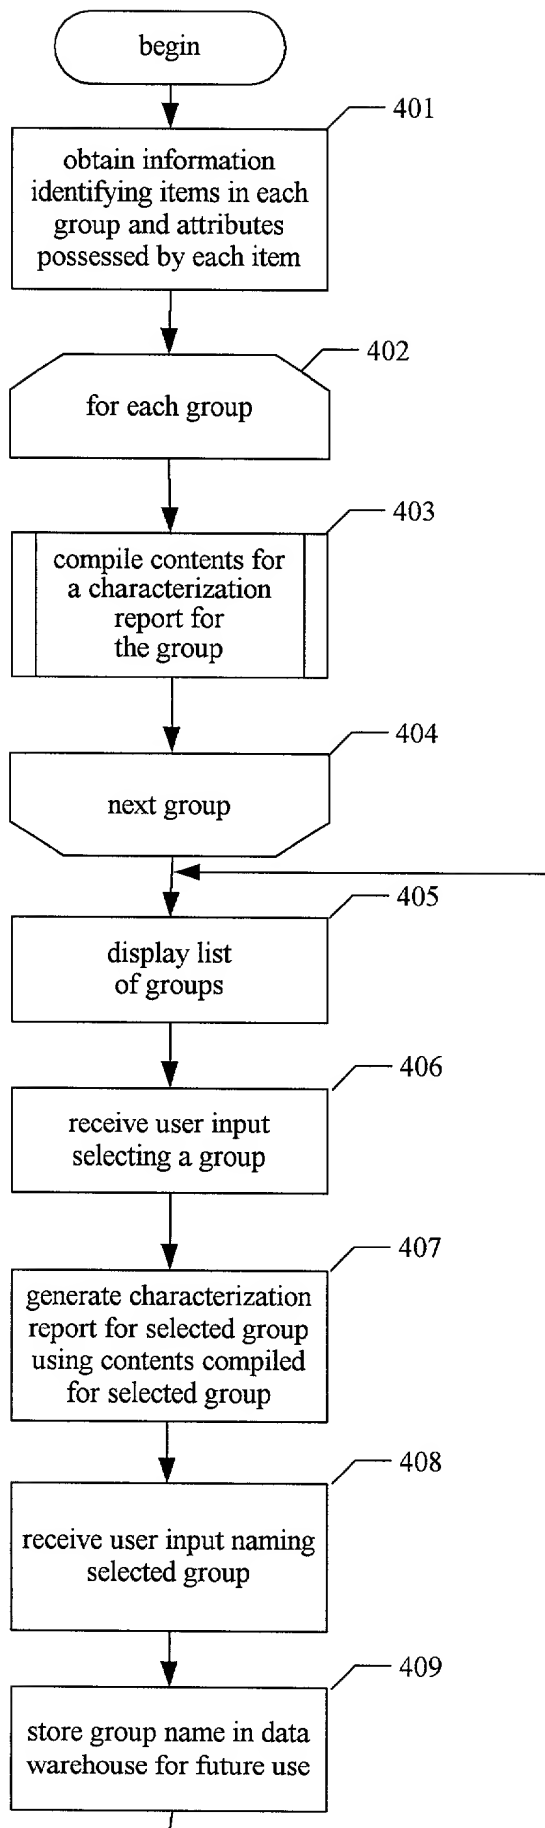 begin
401
obtain information
identifying items in each
group and attributes
possessed by each item
402
for each group
403
compile contents for
a characterization
report for
the group
404
next group
405
display list
of groups
406
receive user input
selecting a group
407
generate characterization
report for selected group
using contents compiled
for selected group
408
receive user input naming
selected group
409
store group name in data
warehouse for future use